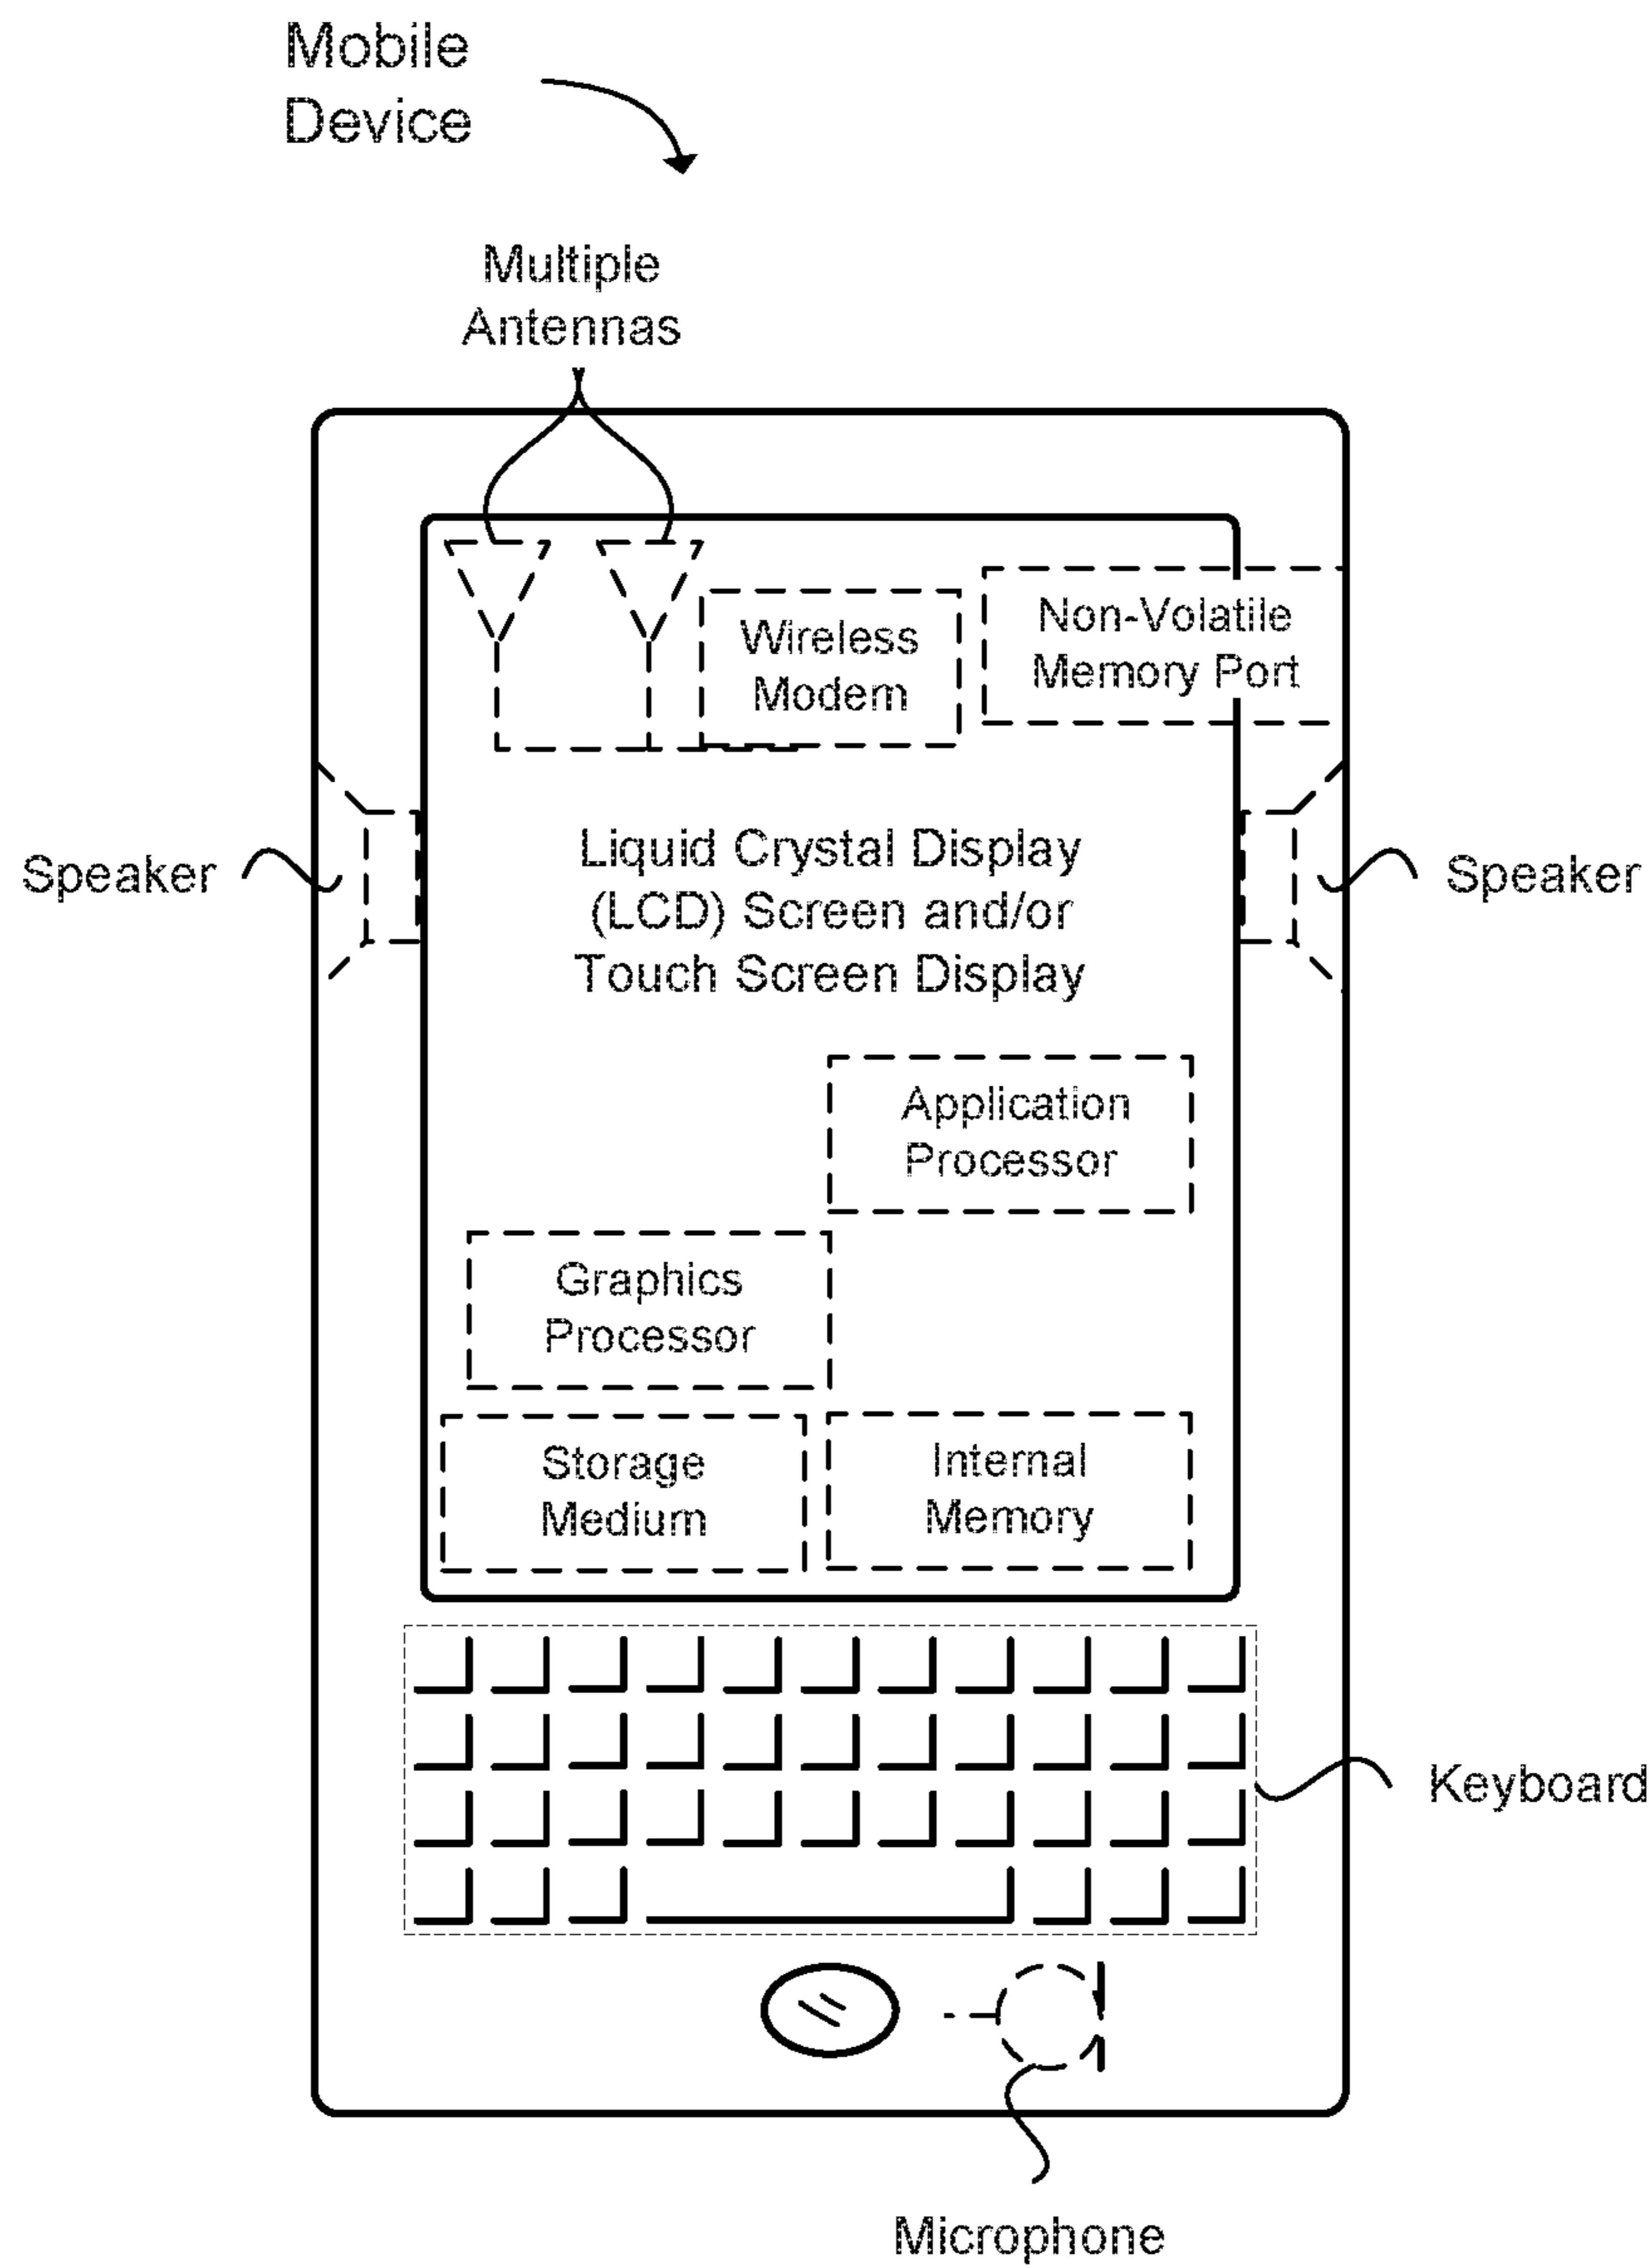 Mobile
Device
Multiple
Antennas
Wireless
Modem
Non-Volatile
Memory Port
Speaker
Liquid Crystal Display
(LCD) Screen and/or
Touch Screen Display
Speaker
Application
Processor
Graphics
Processor
Storage
Medium
Internal
Memory
Keyboard
Microphone